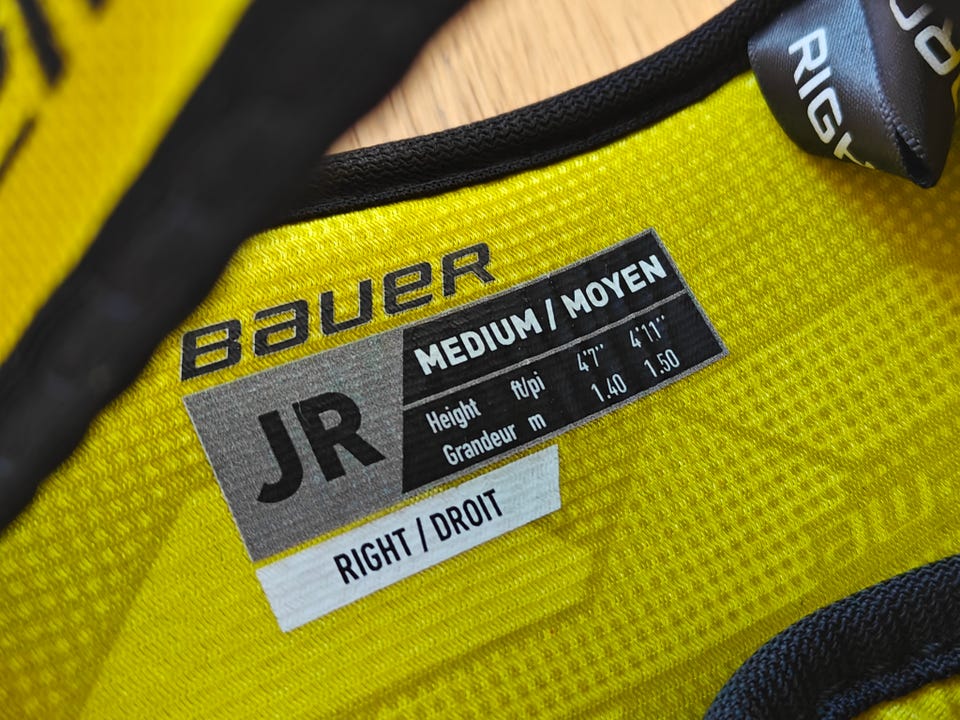 BAUER
JR
MEDIUM / MOYEN
Height ft/pi 4'7'' 4'11''
Grandeur m 1.40 1.50
RIGHT / DROIT
RIGHT